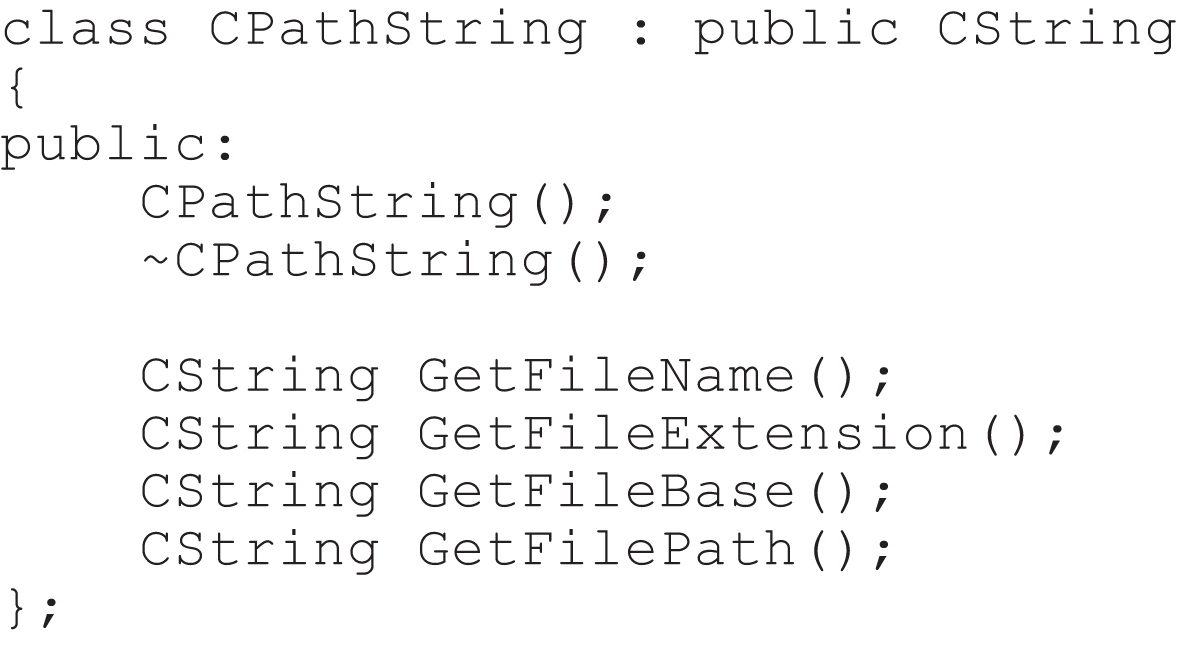 class CPathString : public CString
{
public:
    CPathString();
    ~CPathString();

    CString GetFileName();
    CString GetFileExtension();
    CString GetFileBase();
    CString GetFilePath();
};